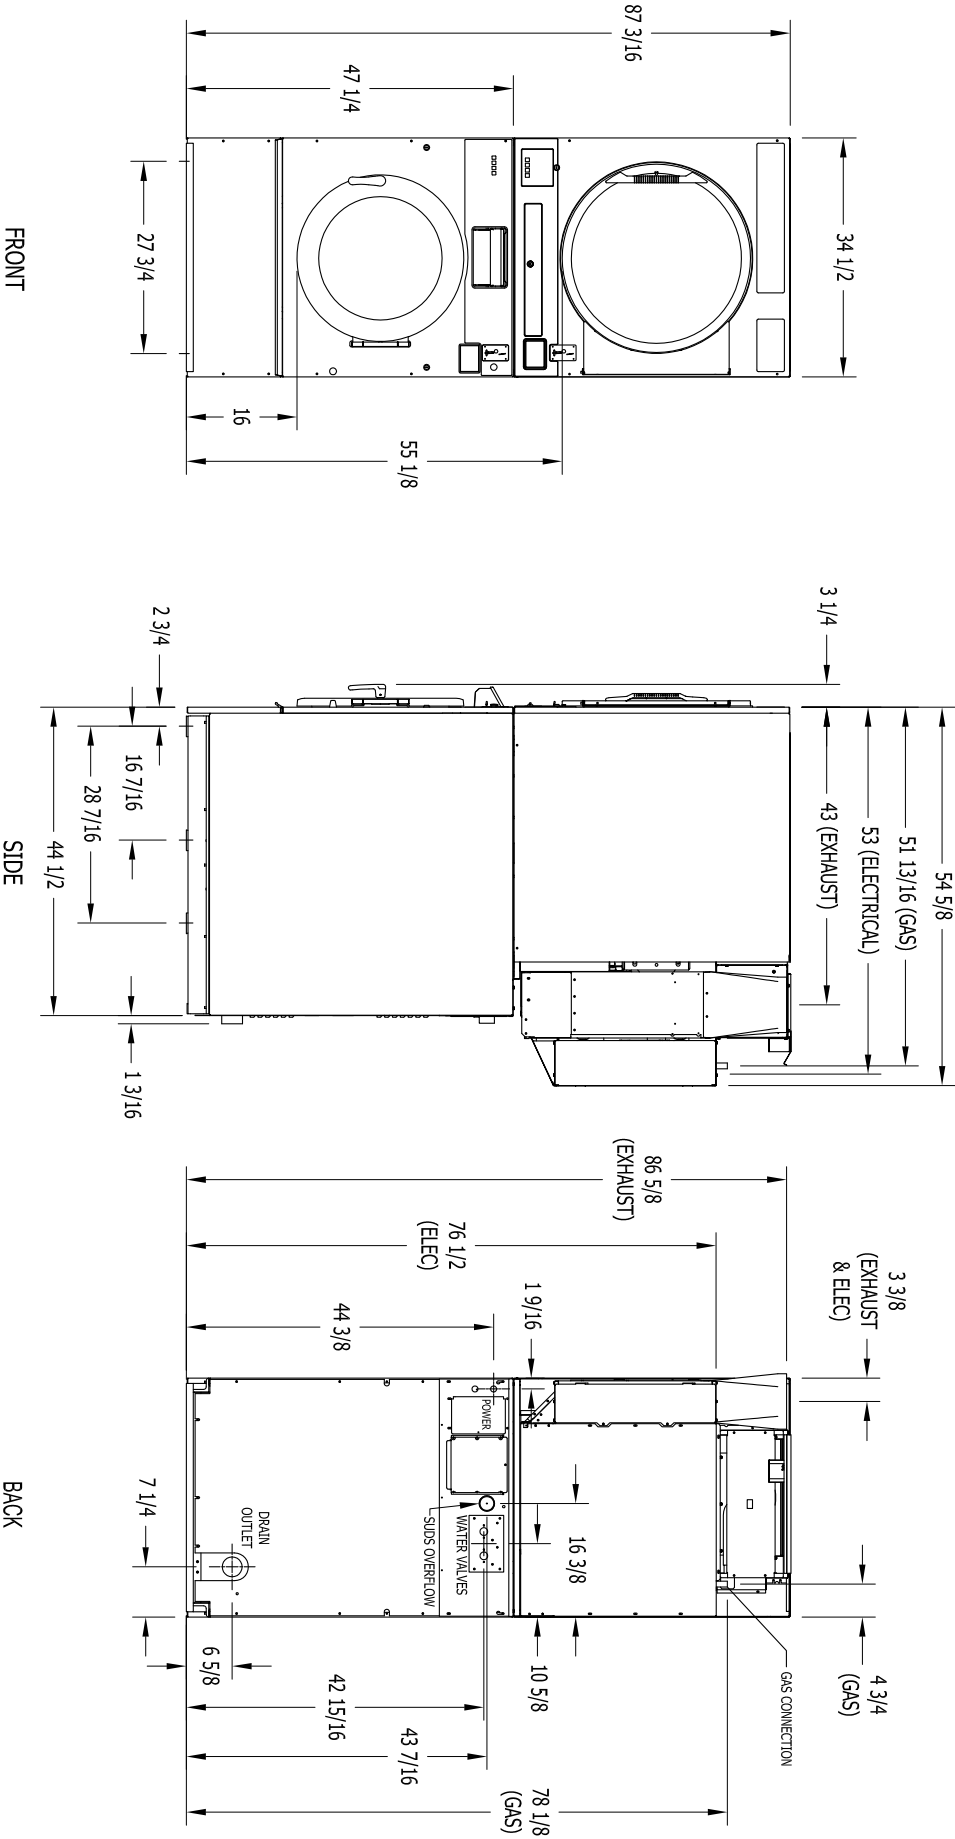 87 3/16
47 1/4
34 1/2
27 3/4
16
55 1/8
FRONT
3 1/4
2 3/4
54 5/8
51 13/16 (GAS)
53 (ELECTRICAL)
43 (EXHAUST)
16 7/16
28 7/16
44 1/2
1 3/16
SIDE
86 5/8
(EXHAUST)
76 1/2
(ELEC)
44 3/8
1 9/16
3 3/8
(EXHAUST
& ELEC)
POWER
WATER VALVES
SUDS OVERFLOW
DRAIN
OUTLET
7 1/4
16 3/8
10 5/8
GAS CONNECTION
4 3/4
(GAS)
6 5/8
42 15/16
43 7/16
78 1/8
(GAS)
BACK